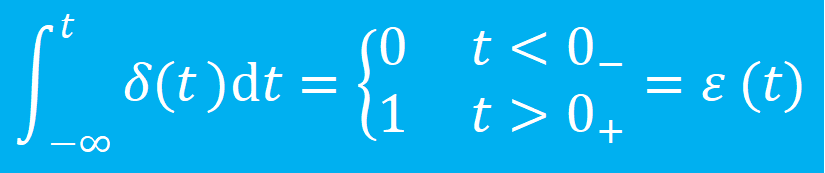 ∫_{-∞}^{t} δ(t)dt = {0 t < 0₋; 1 t > 0₊ = ε(t)